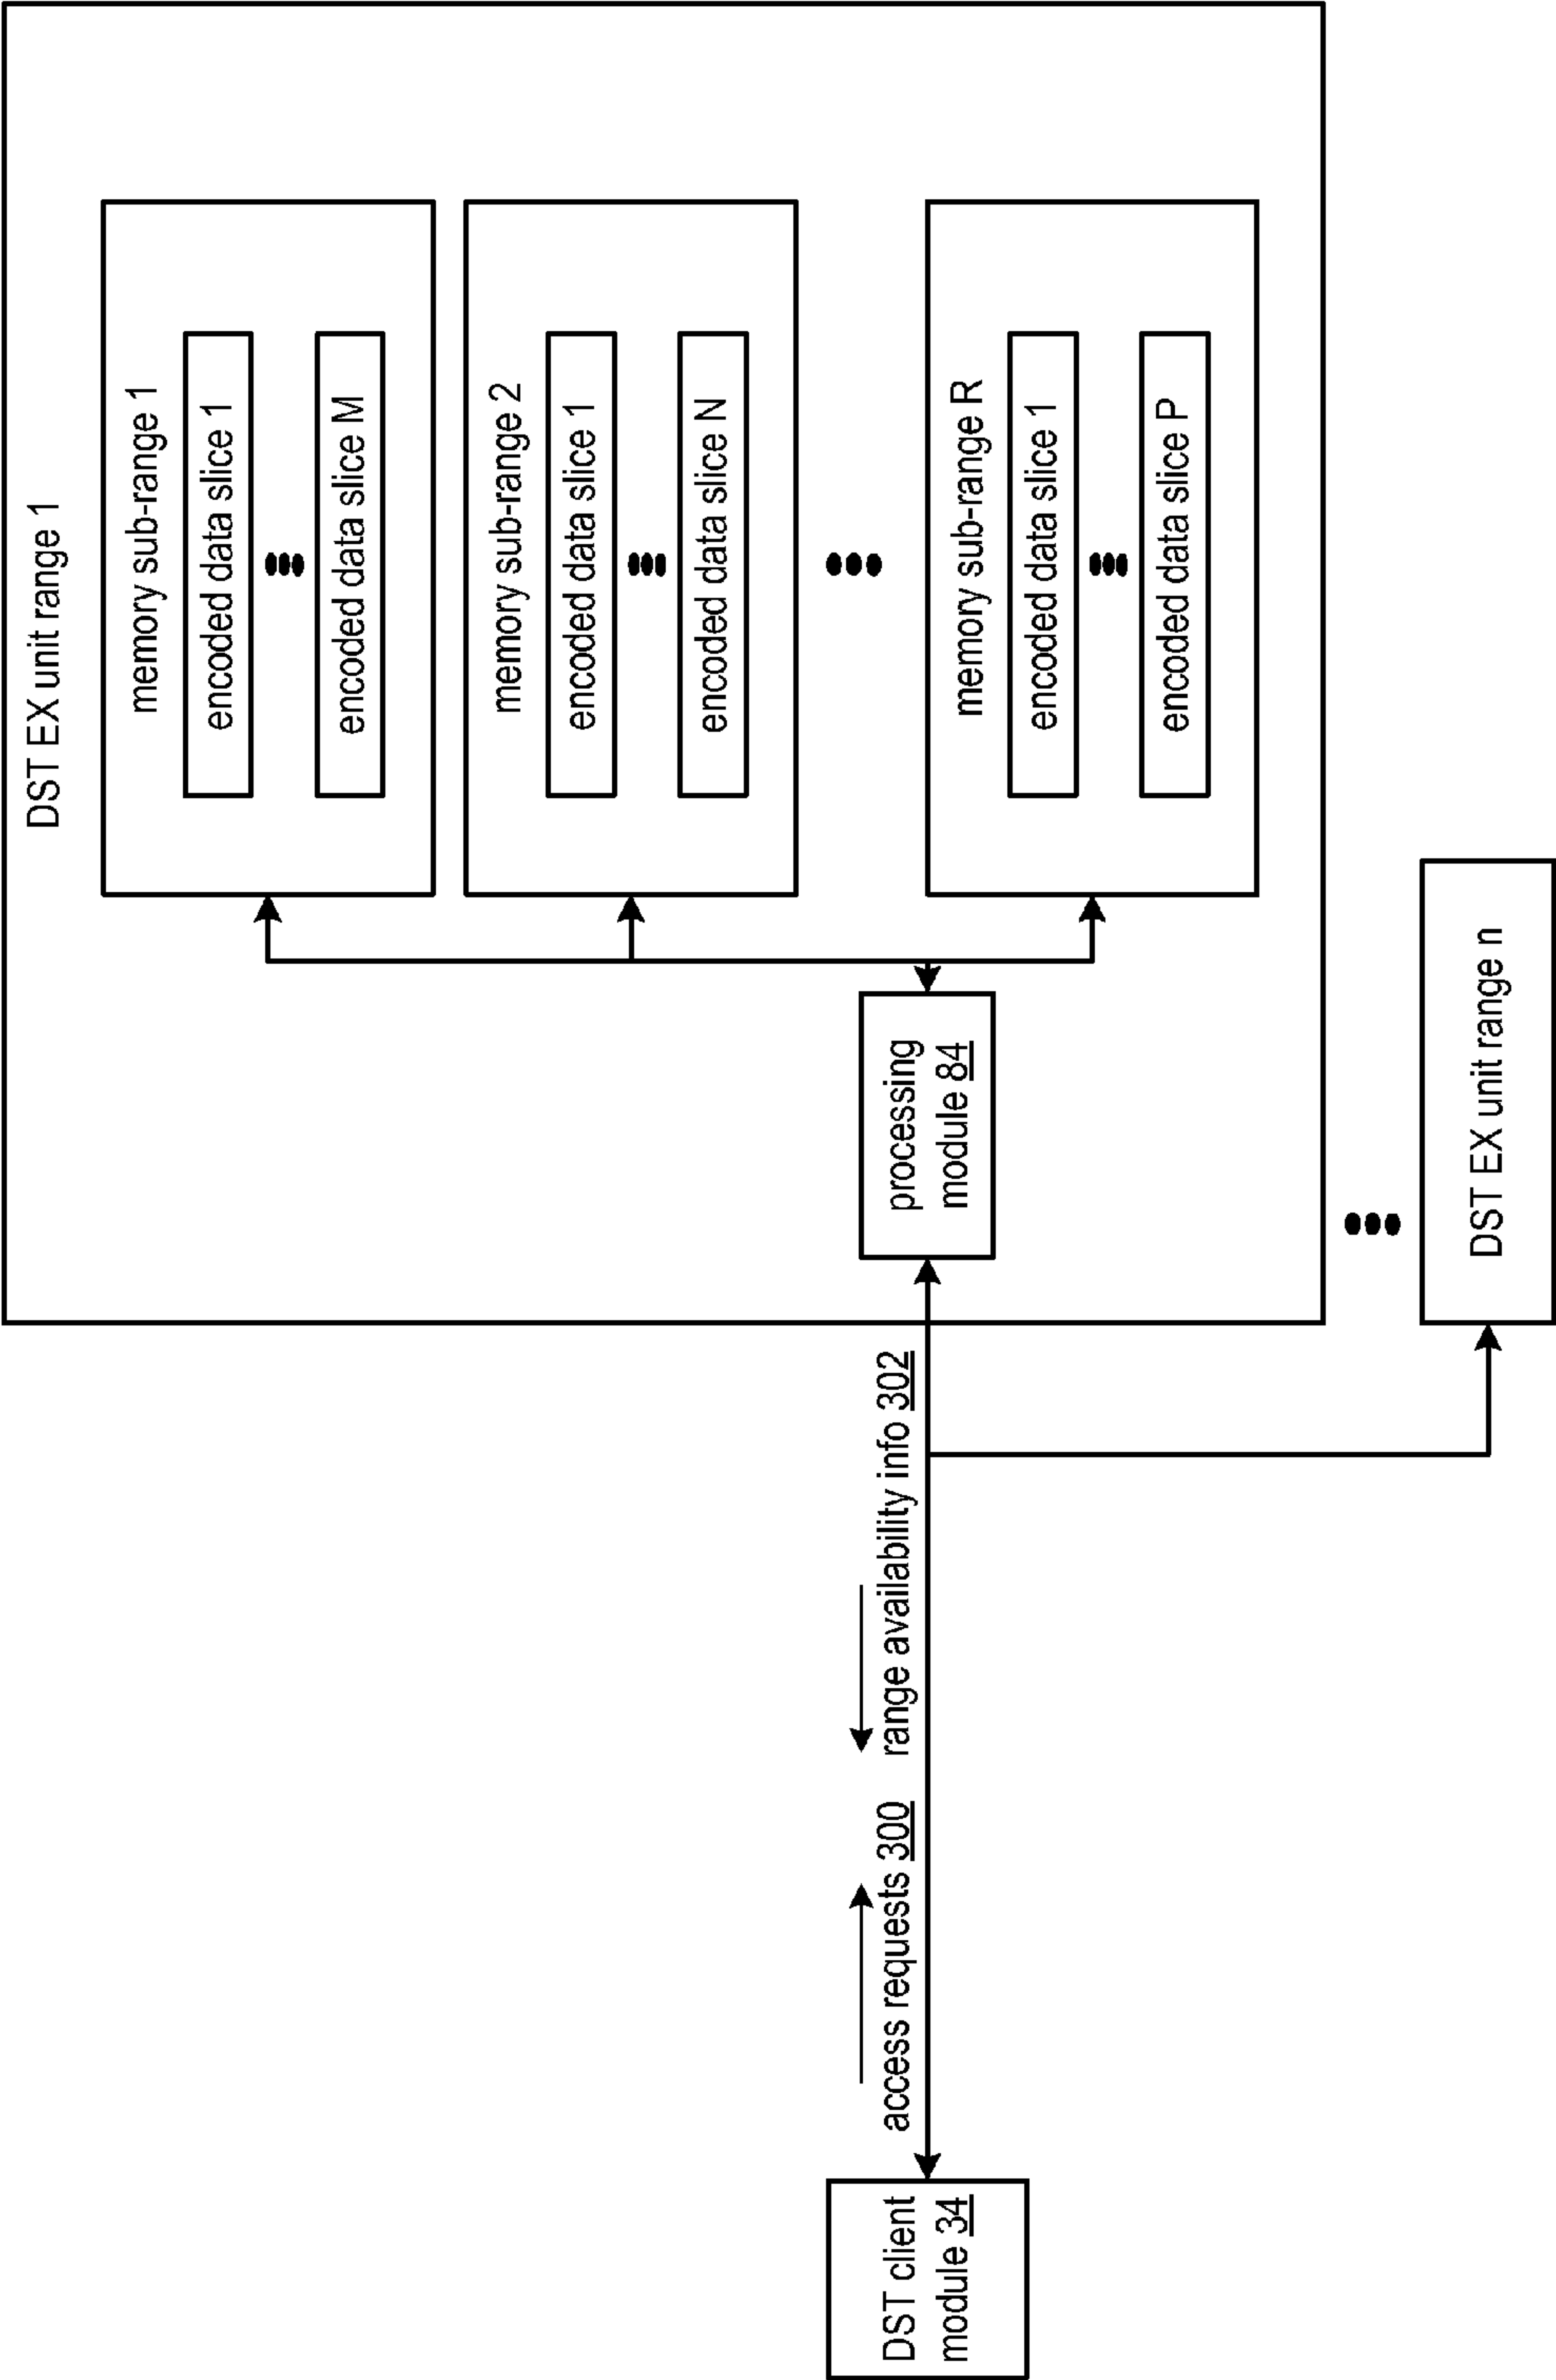 DST EX unit range 1
memory sub-range 1
encoded data slice 1
encoded data slice M
memory sub-range 2
encoded data slice 1
encoded data slice N
memory sub-range R
encoded data slice 1
encoded data slice P
DST client
module 34
access requests 300
range availability info 302
processing
module 84
DST EX unit range n